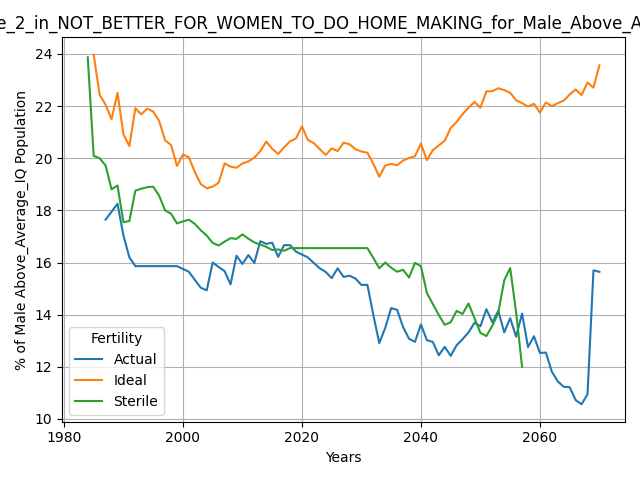 e_2_in_NOT_BETTER_FOR_WOMEN_TO_DO_HOME_MAKING_for_Male_Above_A
% of Male Above_Average_IQ Population
24
22
20
18
16
14
12
10
Fertility
Actual
Ideal
Sterile
1980
2000
2020
2040
2060
Years